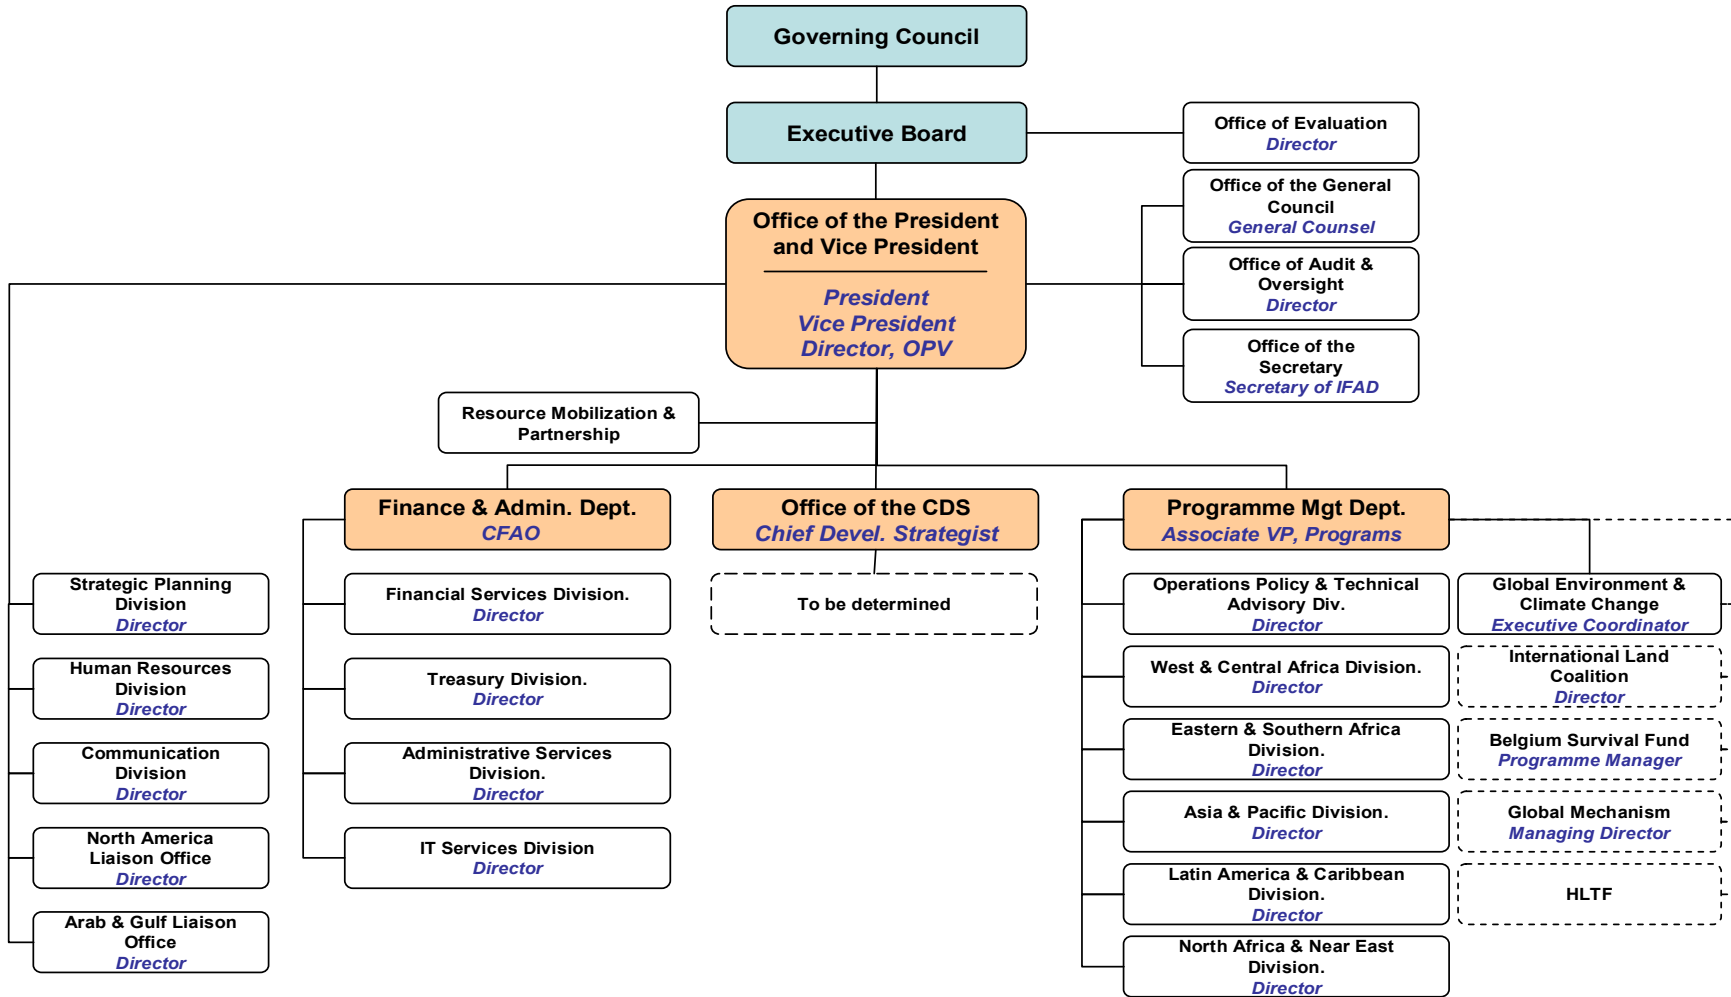 Governing Council
Executive Board
Office of Evaluation
Director
Office of the General
Council
General Counsel
Office of the President
and Vice President
President
Vice President
Director, OPV
Office of Audit &
Oversight
Director
Office of the
Secretary
Secretary of IFAD
Resource Mobilization &
Partnership
Finance & Admin. Dept.
CFAO
Office of the CDS
Chief Devel. Strategist
Programme Mgt Dept.
Associate VP, Programs
Strategic Planning
Division
Director
Human Resources
Division
Director
Communication
Division
Director
North America
Liaison Office
Director
Arab & Gulf Liaison
Office
Director
Financial Services Division.
Director
Treasury Division.
Director
Administrative Services
Division.
Director
IT Services Division
Director
To be determined
Operations Policy & Technical
Advisory Div.
Director
West & Central Africa Division.
Director
Eastern & Southern Africa
Division.
Director
Asia & Pacific Division.
Director
Latin America & Caribbean
Division.
Director
North Africa & Near East
Division.
Director
Global Environment &
Climate Change
Executive Coordinator
International Land
Coalition
Director
Belgium Survival Fund
Programme Manager
Global Mechanism
Managing Director
HLTF